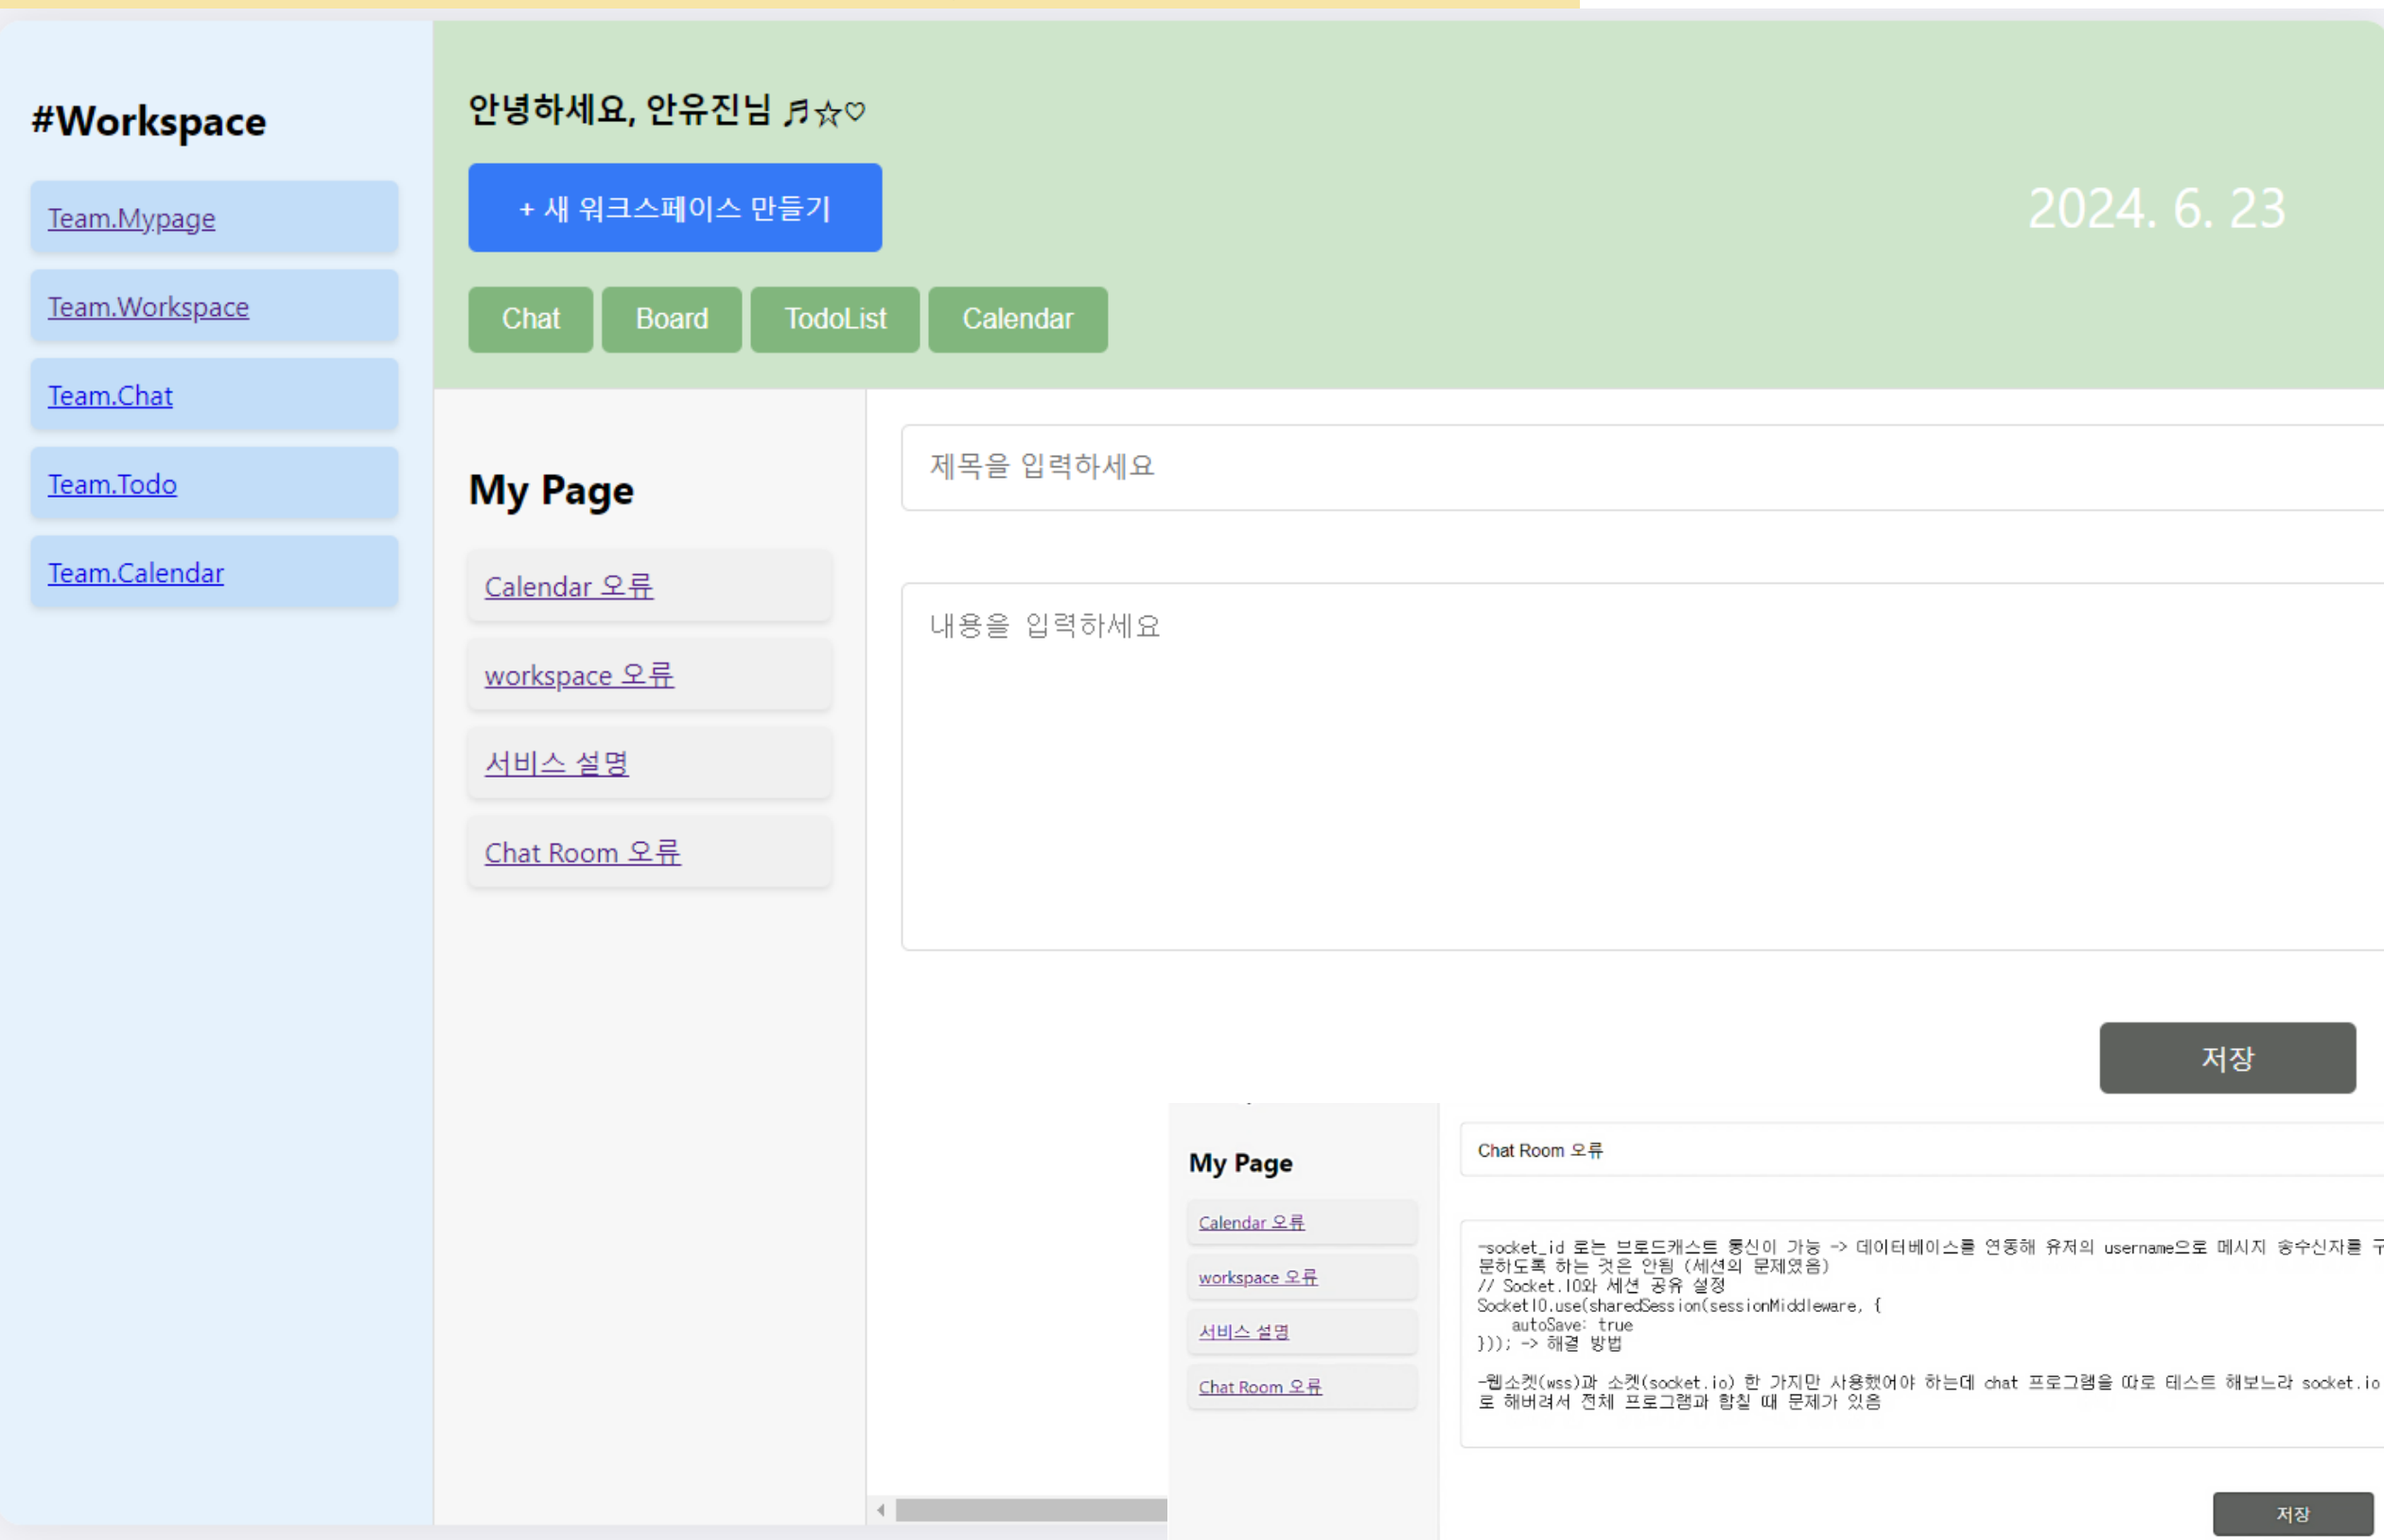 #Workspace
Team.Mypage
Team.Workspace
Team.Chat
Team.Todo
Team.Calendar
안녕하세요, 안유진님 ♬☆♡
+ 새 워크스페이스 만들기
2024. 6. 23
Chat
Board
TodoList
Calendar
My Page
Calendar 오류
workspace 오류
서비스 설명
Chat Room 오류
제목을 입력하세요
내용을 입력하세요
저장
My Page
Calendar 오류
workspace 오류
서비스 설명
Chat Room 오류
Chat Room 오류
-socket_id 로는 브로드캐스트 통신이 가능 -> 데이터베이스를 연동해 유저의 username으로 메시지 송수신자를 구
분하도록 하는 것은 안됨 (세션의 문제였음)
// Socket.IO와 세션 공유 설정
SocketIO.use(sharedSession(sessionMiddleware, {
    autoSave: true
})); -> 해결 방법
-웹소켓(wss)과 소켓(socket.io) 한 가지만 사용했어야 하는데 chat 프로그램을 따로 테스트 해보느라 socket.io
로 해버려서 전체 프로그램과 합칠 때 문제가 있음
저장